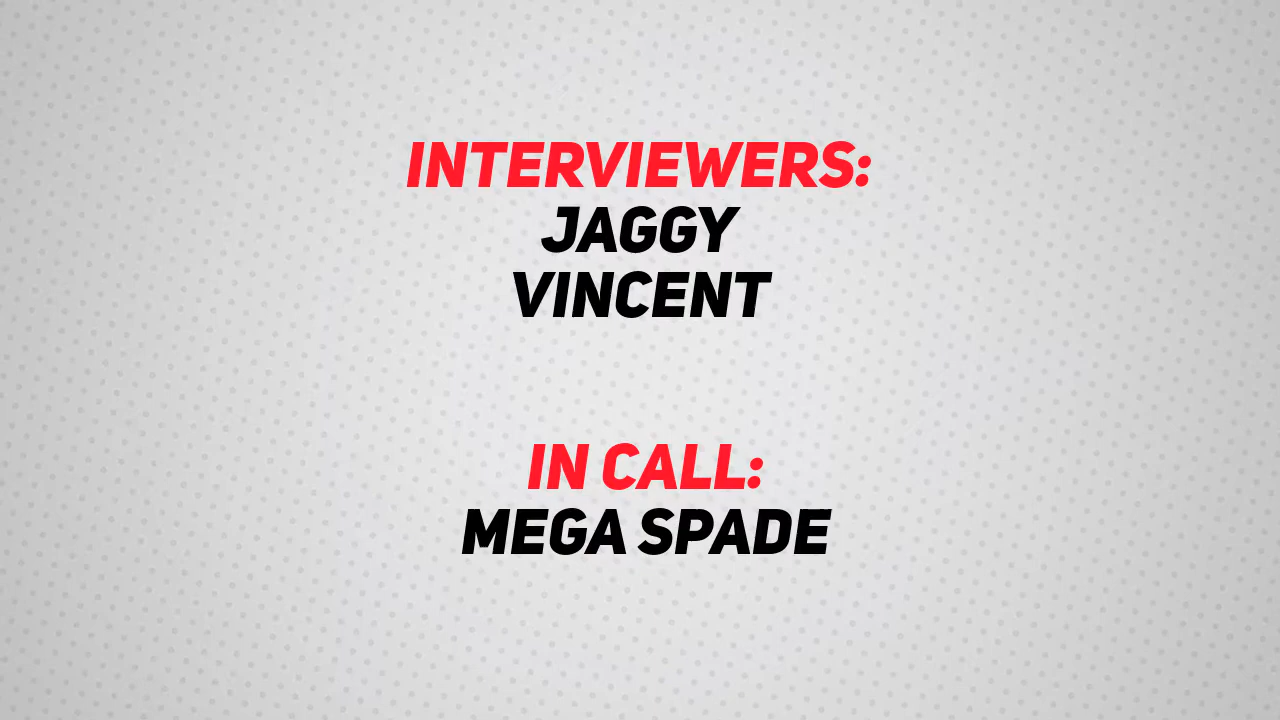 INTERVIEWERS:
JAGGY
VINCENT
IN CALL:
MEGA SPADE